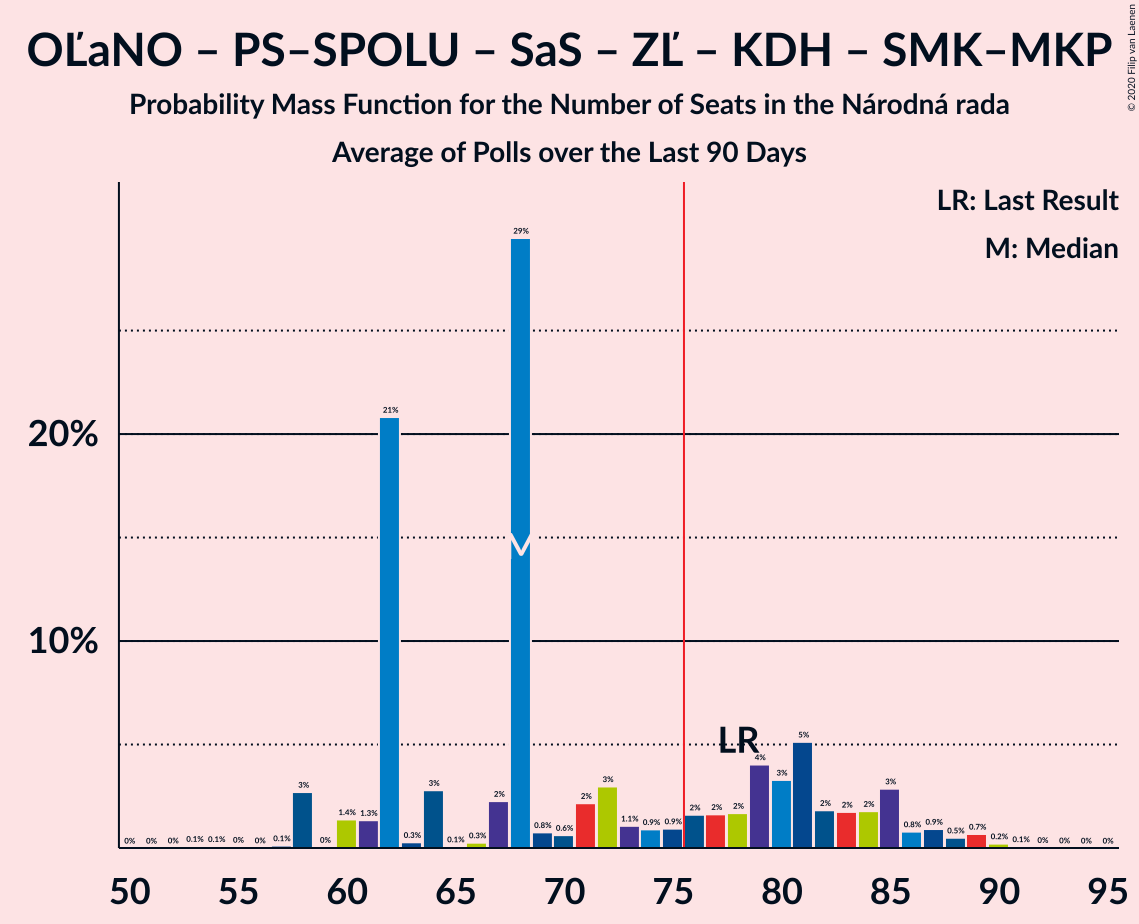 OĽaNO – PS–SPOLU – SaS – ZĽ – KDH – SMK–MKP
Probability Mass Function for the Number of Seats in the Národná rada
Average of Polls over the Last 90 Days
© 2020 Filip van Laenen
LR: Last Result
M: Median
20%
10%
0% 0% 0% 0.1% 0.1% 0% 0% 0.1% 3% 0% 1.4% 1.3% 21% 0.3% 3% 0.1% 0.3% 2% 29% 0.8% 0.6% 2% 3% 1.1% 0.9% 0.9% 2% 2% 2% 4% 3% 5% 2% 2% 2% 3% 0.8% 0.9% 0.5% 0.7% 0.2% 0.1% 0% 0% 0% 0%
M
LR
50 55 60 65 70 75 80 85 90 95